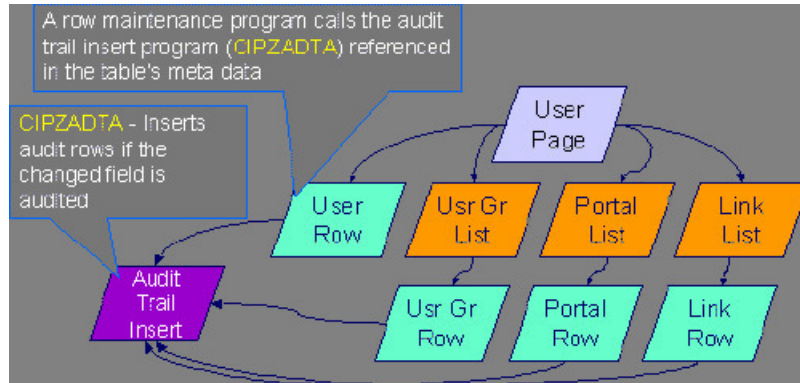 A row maintenance program calls the audit
trail insert program (CIPZADTA) referenced
in the table's meta data
CIPZADTA - Inserts
audit rows if the
changed field is
audited
User
Page
User
Row
Usr Gr
List
Portal
List
Link
List
Audit
Trail
Insert
Usr Gr
Row
Portal
Row
Link
Row